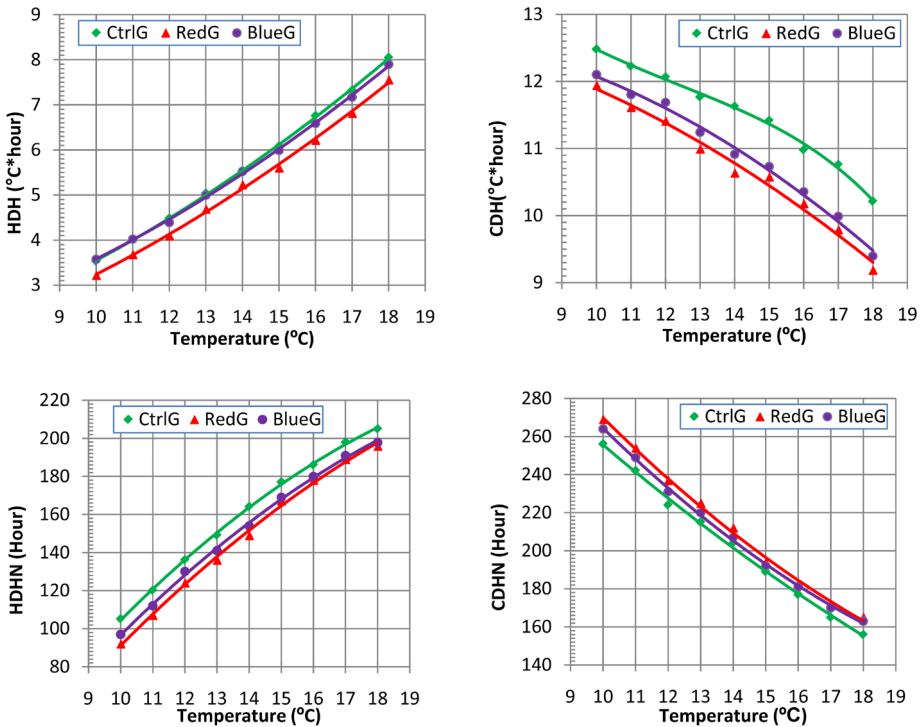 CtrlG RedG BlueG
HDH (°C*hour)
9
8
7
6
5
4
3
9 10 11 12 13 14 15 16 17 18 19
Temperature (ºC)
CtrlG RedG BlueG
CDH(°C*hour)
13
12
11
10
9
9 10 11 12 13 14 15 16 17 18 19
Temperature (ºC)
CtrlG RedG BlueG
HDHN (Hour)
220
200
180
160
140
120
100
80
9 10 11 12 13 14 15 16 17 18 19
Temperature (ºC)
CtrlG RedG BlueG
CDHN (Hour)
280
260
240
220
200
180
160
140
9 10 11 12 13 14 15 16 17 18 19
Temperature (ºC)